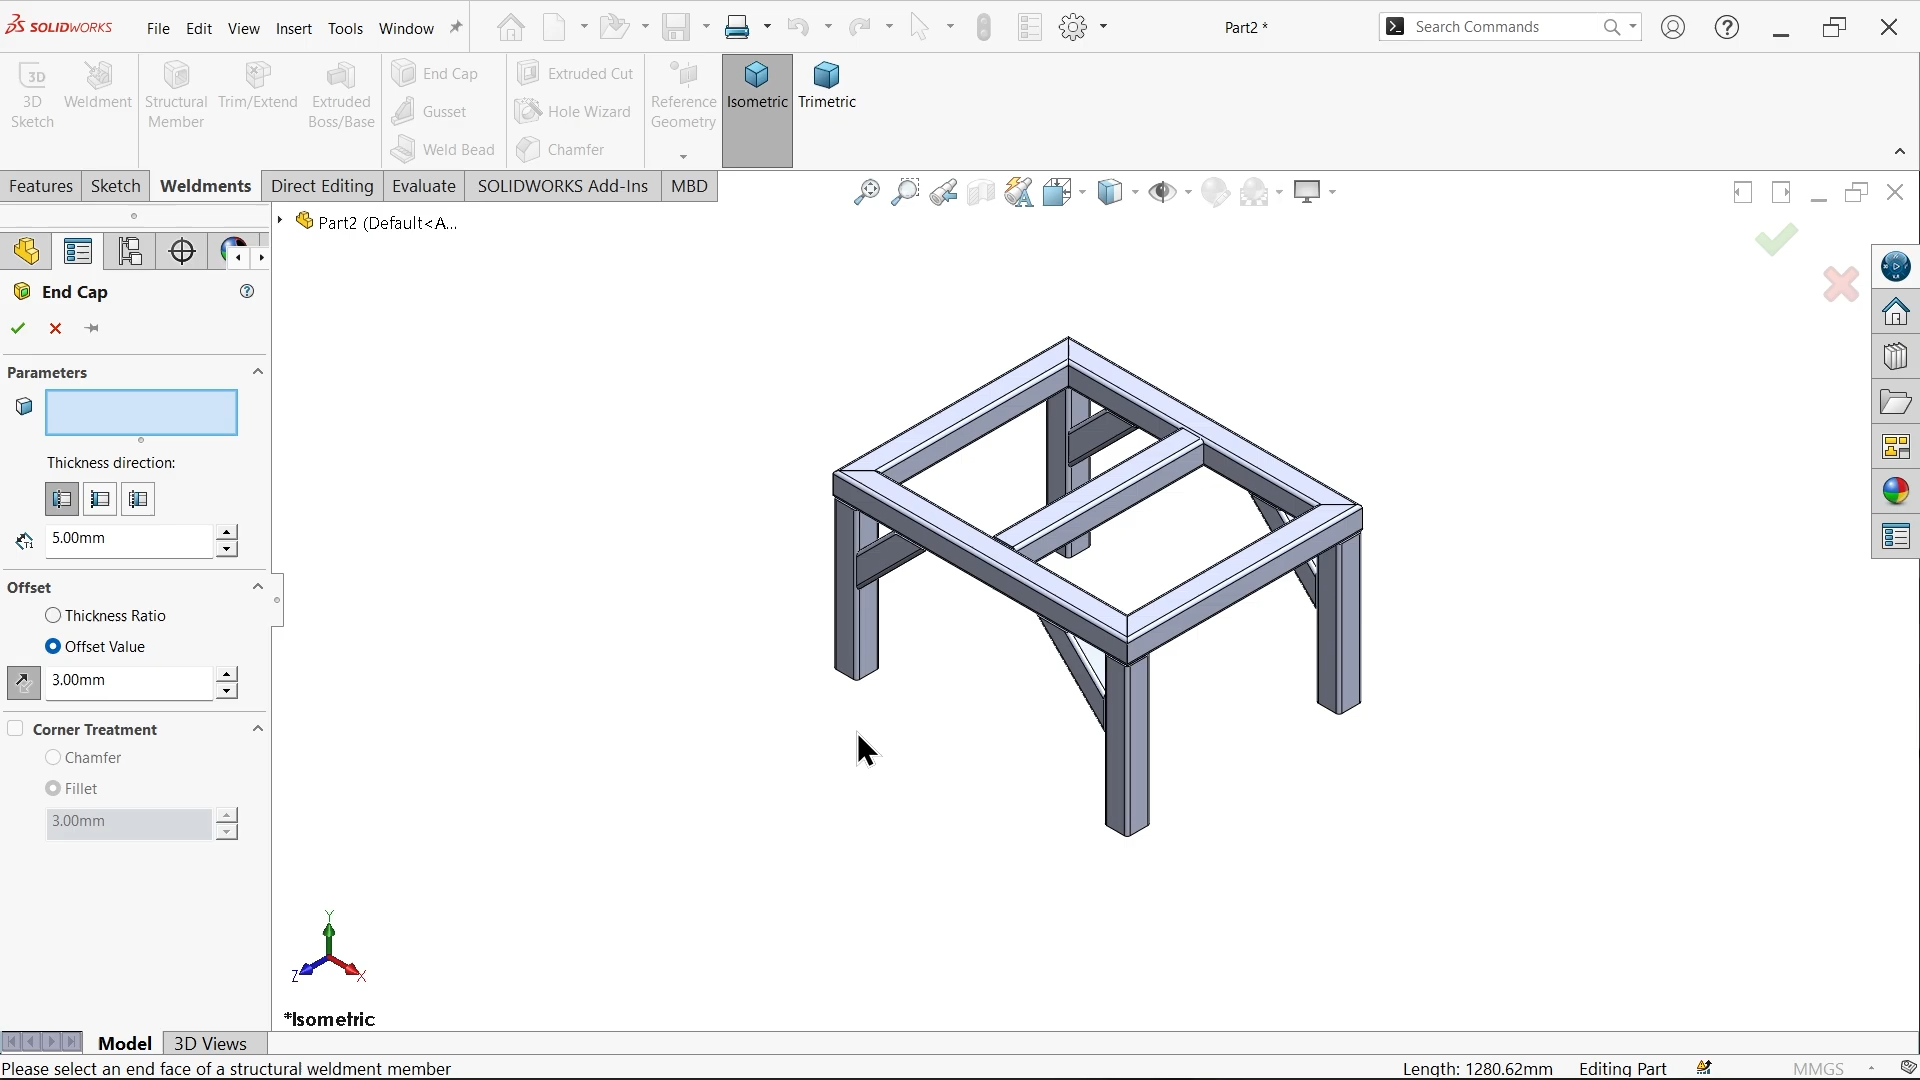 SOLIDWORKS File Edit View Insert Tools Window Part2 * Search Commands
3D Sketch
Weldment
Structural Member
Trim/Extend
Extruded Boss/Base
End Cap
Gusset
Weld Bead
Extruded Cut
Hole Wizard
Chamfer
Reference Geometry
Isometric
Trimetric
Features Sketch Weldments Direct Editing Evaluate SOLIDWORKS Add-Ins MBD
Part2 (Default<A...
End Cap
Parameters
Thickness direction:
5.00mm
Offset
Thickness Ratio
Offset Value
3.00mm
Corner Treatment
Chamfer
Fillet
3.00mm
Y
Z X
*Isometric
Model 3D Views
Please select an end face of a structural weldment member Length: 1280.62mm Editing Part MMGS